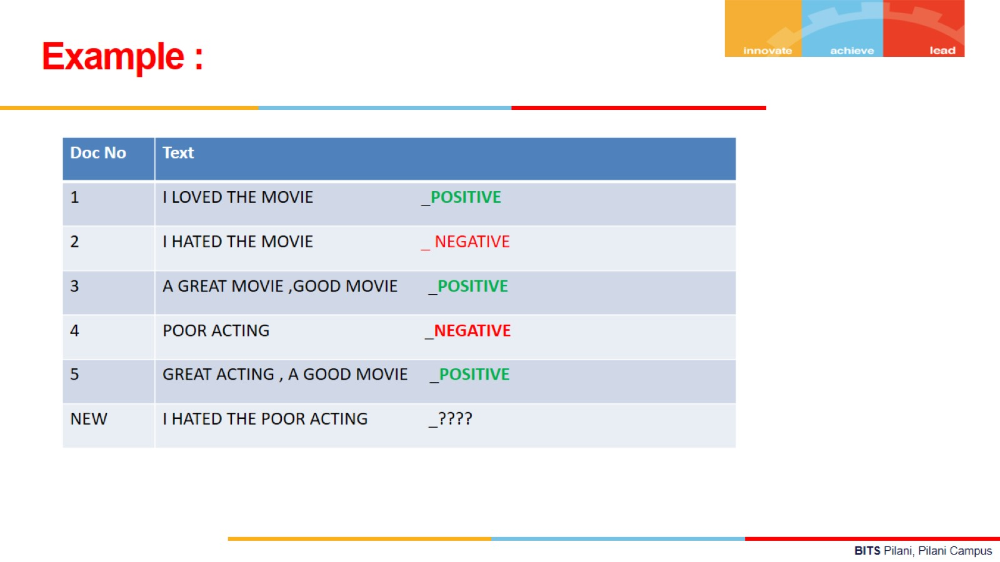 Example :
innovate achieve lead
Doc No Text
1 I LOVED THE MOVIE _POSITIVE
2 I HATED THE MOVIE _ NEGATIVE
3 A GREAT MOVIE ,GOOD MOVIE _POSITIVE
4 POOR ACTING _NEGATIVE
5 GREAT ACTING , A GOOD MOVIE _POSITIVE
NEW I HATED THE POOR ACTING _????
BITS Pilani, Pilani Campus